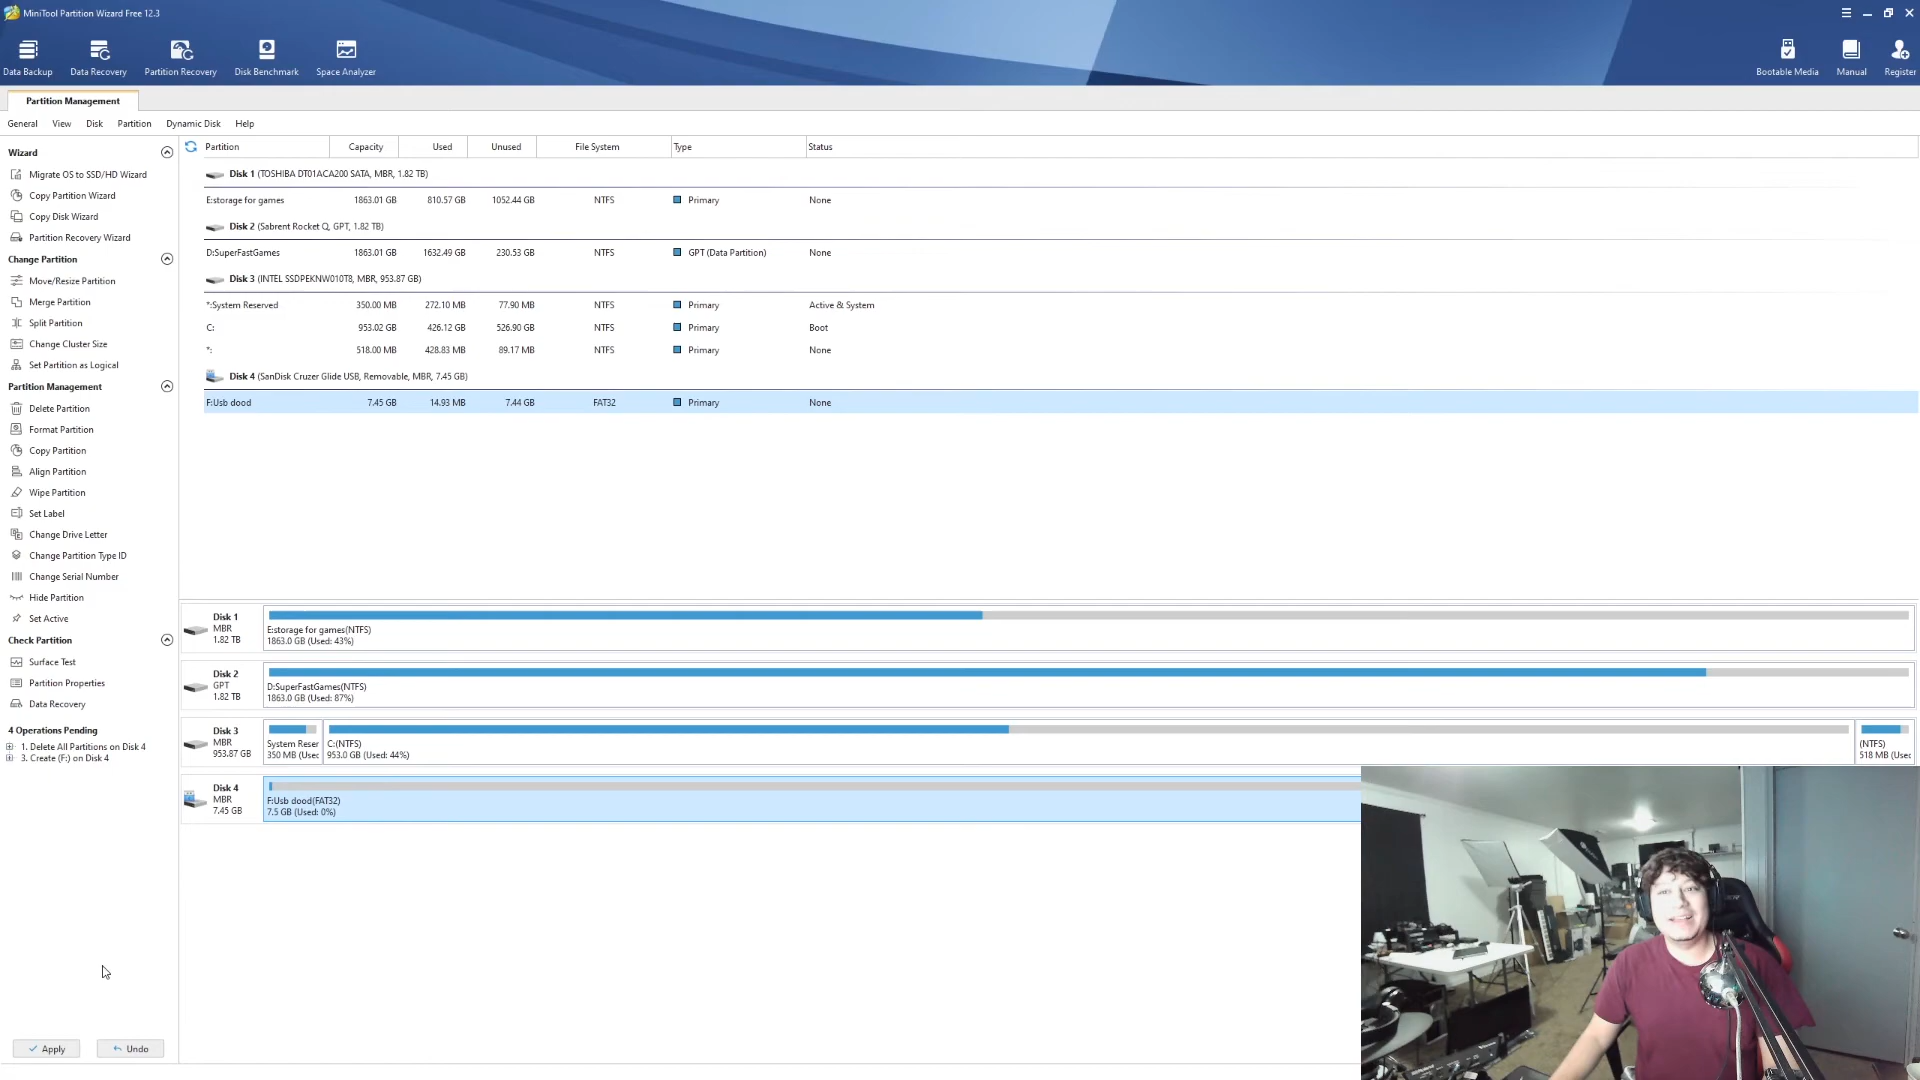 MiniTool Partition Wizard Free 12.3
Data Backup
Data Recovery
Partition Recovery
Disk Benchmark
Space Analyzer
Bootable Media
Manual
Register
Partition Management
General View Disk Partition Dynamic Disk Help
Wizard
Migrate OS to SSD/HD Wizard
Copy Partition Wizard
Copy Disk Wizard
Partition Recovery Wizard
Change Partition
Move/Resize Partition
Merge Partition
Split Partition
Change Cluster Size
Set Partition as Logical
Partition Management
Delete Partition
Format Partition
Copy Partition
Align Partition
Wipe Partition
Set Label
Change Drive Letter
Change Partition Type ID
Change Serial Number
Hide Partition
Set Active
Check Partition
Surface Test
Partition Properties
Data Recovery
4 Operations Pending
1. Delete All Partitions on Disk 4
3. Create (F:) on Disk 4
Apply
Undo
Partition Capacity Used Unused File System Type Status
Disk 1 (TOSHIBA DT01ACA200 SATA, MBR, 1.82 TB)
E:storage for games 1863.01 GB 810.57 GB 1052.44 GB NTFS Primary None
Disk 2 (Sabrent Rocket Q, GPT, 1.82 TB)
D:SuperFastGames 1863.01 GB 1632.49 GB 230.53 GB NTFS GPT (Data Partition) None
Disk 3 (INTEL SSDPEKNW010T8, MBR, 953.87 GB)
*:System Reserved 350.00 MB 272.10 MB 77.90 MB NTFS Primary Active & System
C: 953.02 GB 426.12 GB 526.90 GB NTFS Primary Boot
*: 518.00 MB 428.83 MB 89.17 MB NTFS Primary None
Disk 4 (SanDisk Cruzer Glide USB, Removable, MBR, 7.45 GB)
F:Usb dood 7.45 GB 14.93 MB 7.44 GB FAT32 Primary None
Disk 1
MBR
1.82 TB
E:storage for games(NTFS)
1863.0 GB (Used: 43%)
Disk 2
GPT
1.82 TB
D:SuperFastGames(NTFS)
1863.0 GB (Used: 87%)
Disk 3
MBR
953.87 GB
System Reser
350 MB (Usec
C:(NTFS)
953.0 GB (Used: 44%)
(NTFS)
518 MB (Usec
Disk 4
MBR
7.45 GB
F:Usb dood(FAT32)
7.5 GB (Used: 0%)